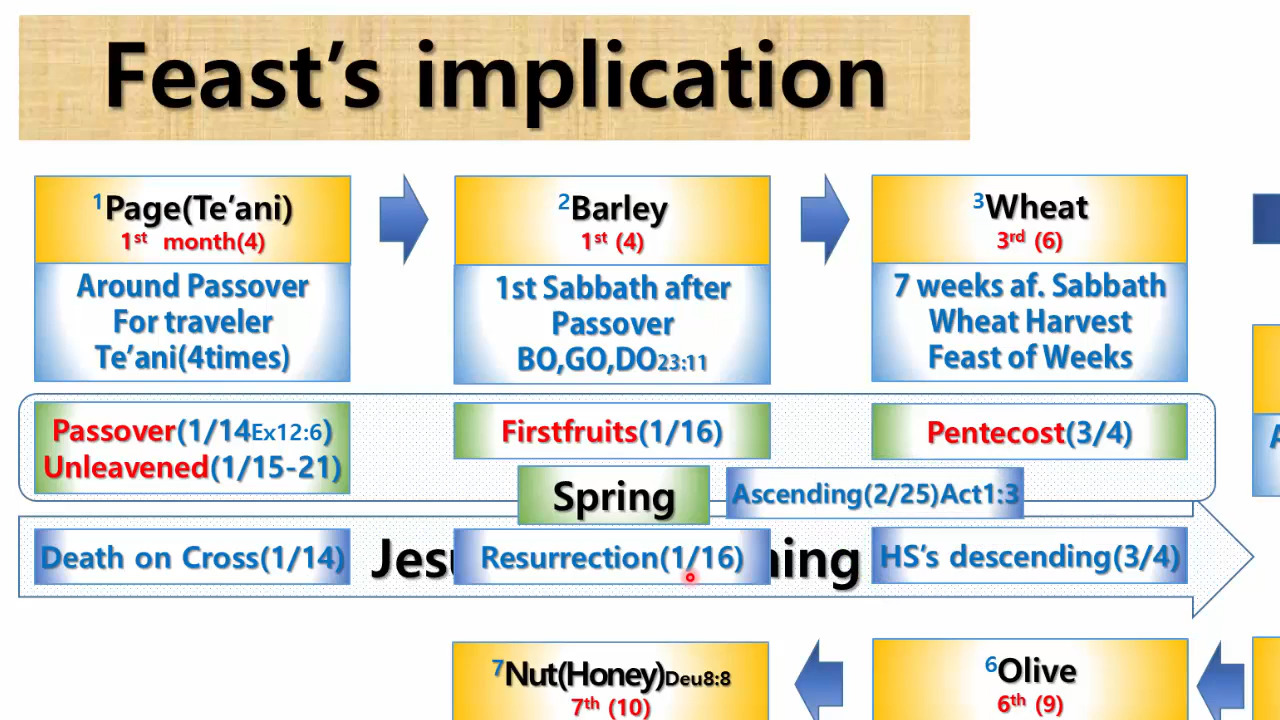 Feast's implication
1Page(Te'ani)
1st month(4)
Around Passover
For traveler
Te'ani(4times)
2Barley
1st (4)
1st Sabbath after
Passover
BO,GO,DO23:11
3Wheat
3rd (6)
7 weeks af. Sabbath
Wheat Harvest
Feast of Weeks
Passover(1/14Ex12:6)
Unleavened(1/15-21)
Firstfruits(1/16)
Pentecost(3/4)
Spring
Ascending(2/25)Act1:3
Death on Cross(1/14)
Resurrection(1/16)
HS's descending(3/4)
7Nut(Honey)Deu8:8
7th (10)
6Olive
6th (9)